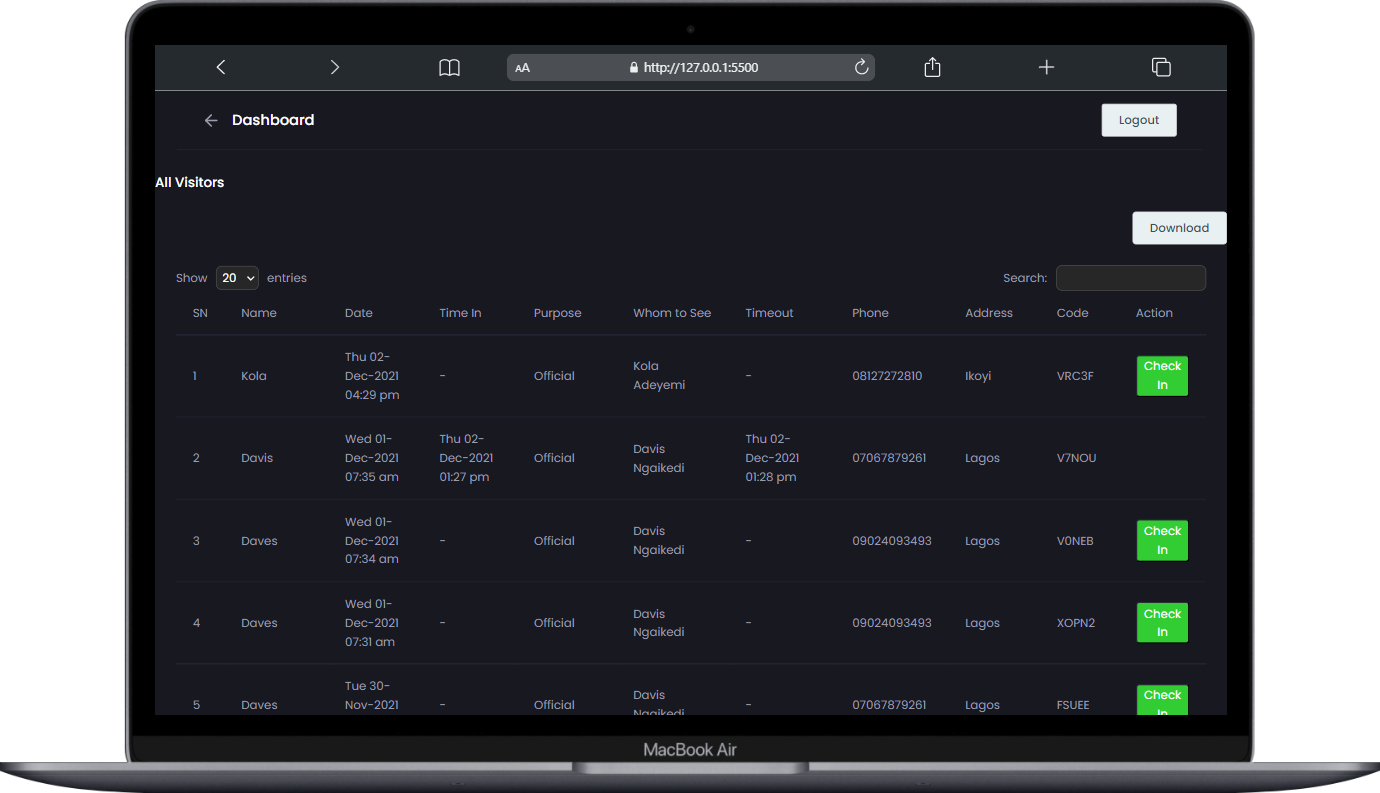 AA http://127.0.0.1:5500
Dashboard Logout
All Visitors
Download
Show 20 entries Search:
SN Name Date Time In Purpose Whom to See Timeout Phone Address Code Action
1 Kola Thu 02-Dec-2021 04:29 pm - Official Kola Adeyemi - 08127272810 Ikoyi VRC3F Check In
2 Davis Wed 01-Dec-2021 07:35 am Thu 02-Dec-2021 01:27 pm Official Davis Ngaikedi Thu 02-Dec-2021 01:28 pm 07067879261 Lagos V7NOU
3 Daves Wed 01-Dec-2021 07:34 am - Official Davis Ngaikedi - 09024093493 Lagos V0NEB Check In
4 Daves Wed 01-Dec-2021 07:31 am - Official Davis Ngaikedi - 09024093493 Lagos XOPN2 Check In
5 Daves Tue 30-Nov-2021 - Official Davis Ngaikedi - 07067879261 Lagos FSUEE Check In
MacBook Air